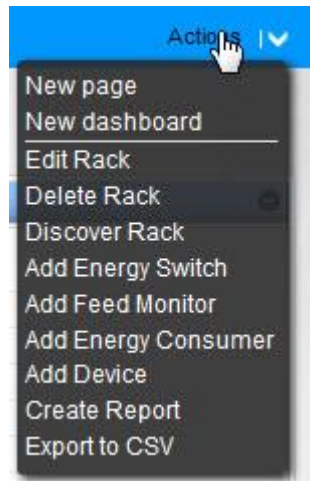 Actions
New page
New dashboard
Edit Rack
Delete Rack
Discover Rack
Add Energy Switch
Add Feed Monitor
Add Energy Consumer
Add Device
Create Report
Export to CSV